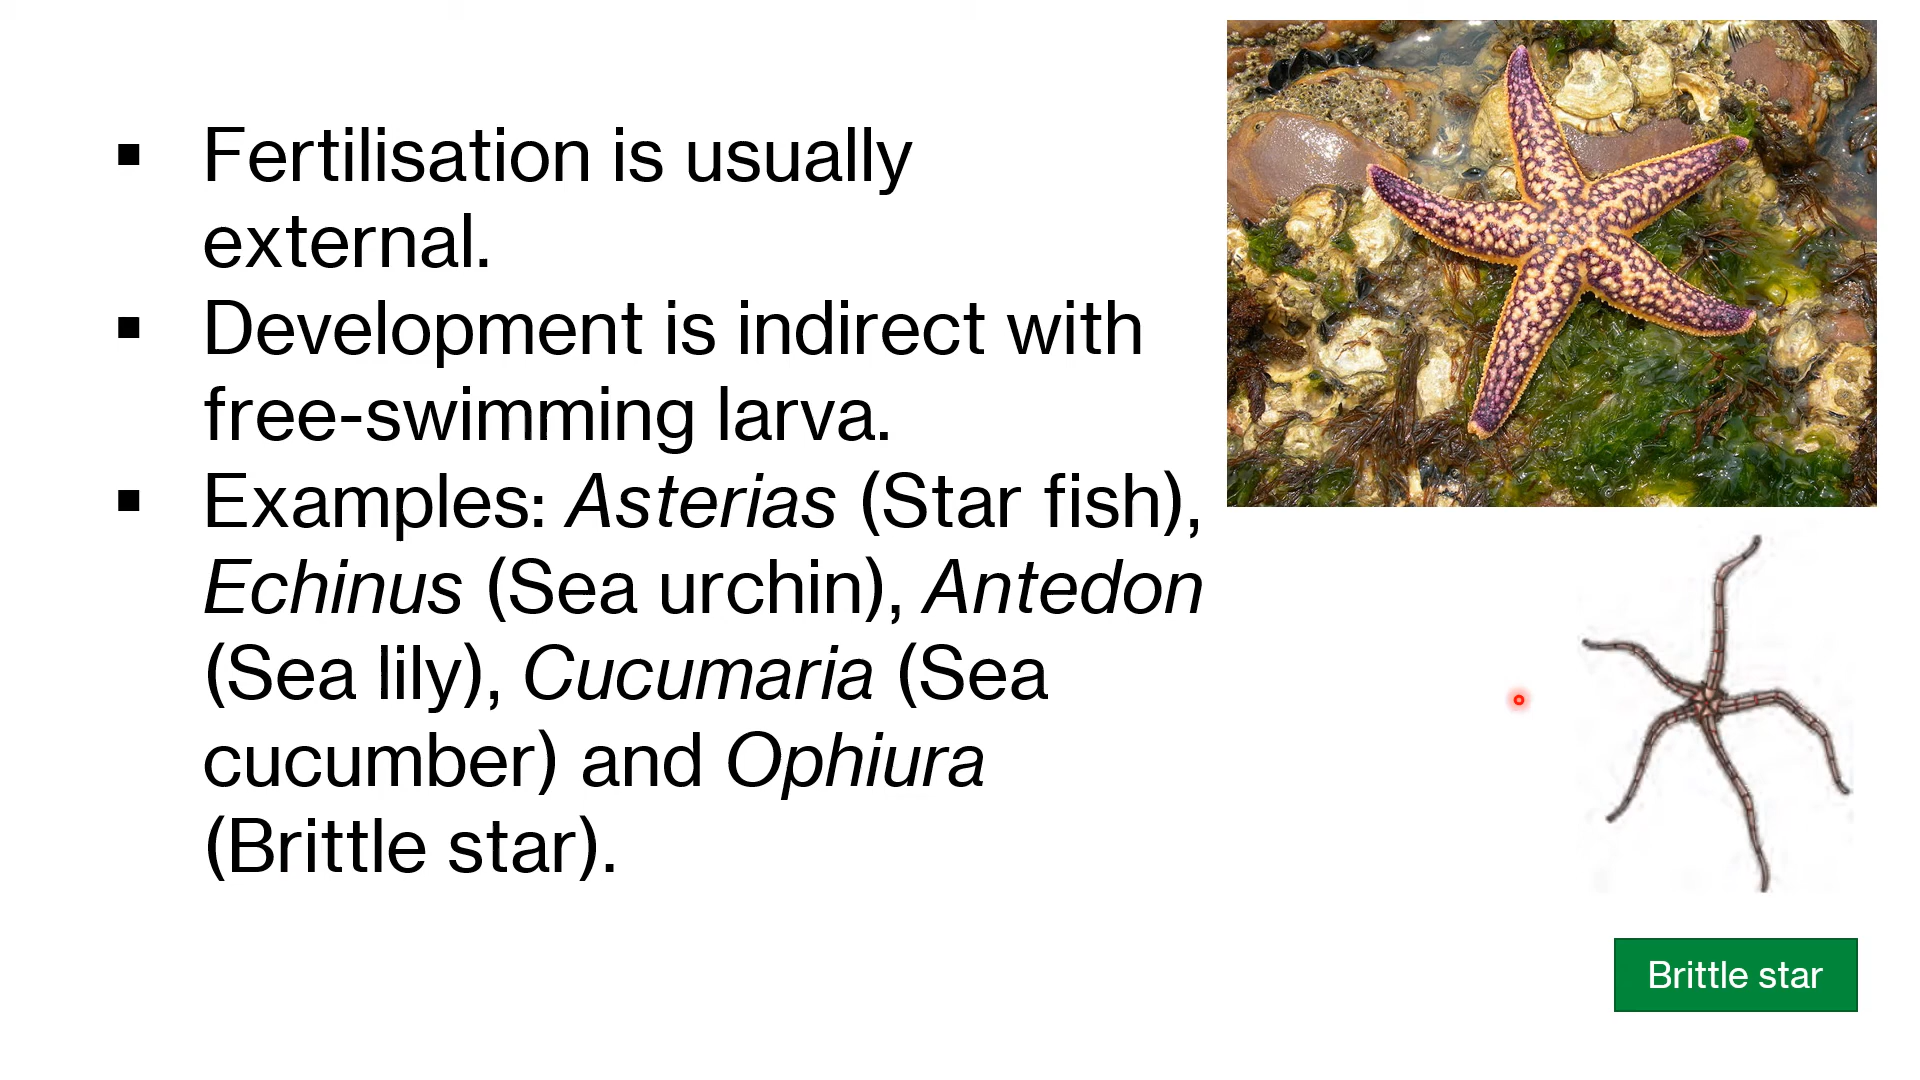 ▪ Fertilisation is usually
external.
▪ Development is indirect with
free-swimming larva.
▪ Examples: Asterias (Star fish),
Echinus (Sea urchin), Antedon
(Sea lily), Cucumaria (Sea
cucumber) and Ophiura
(Brittle star).
Brittle star